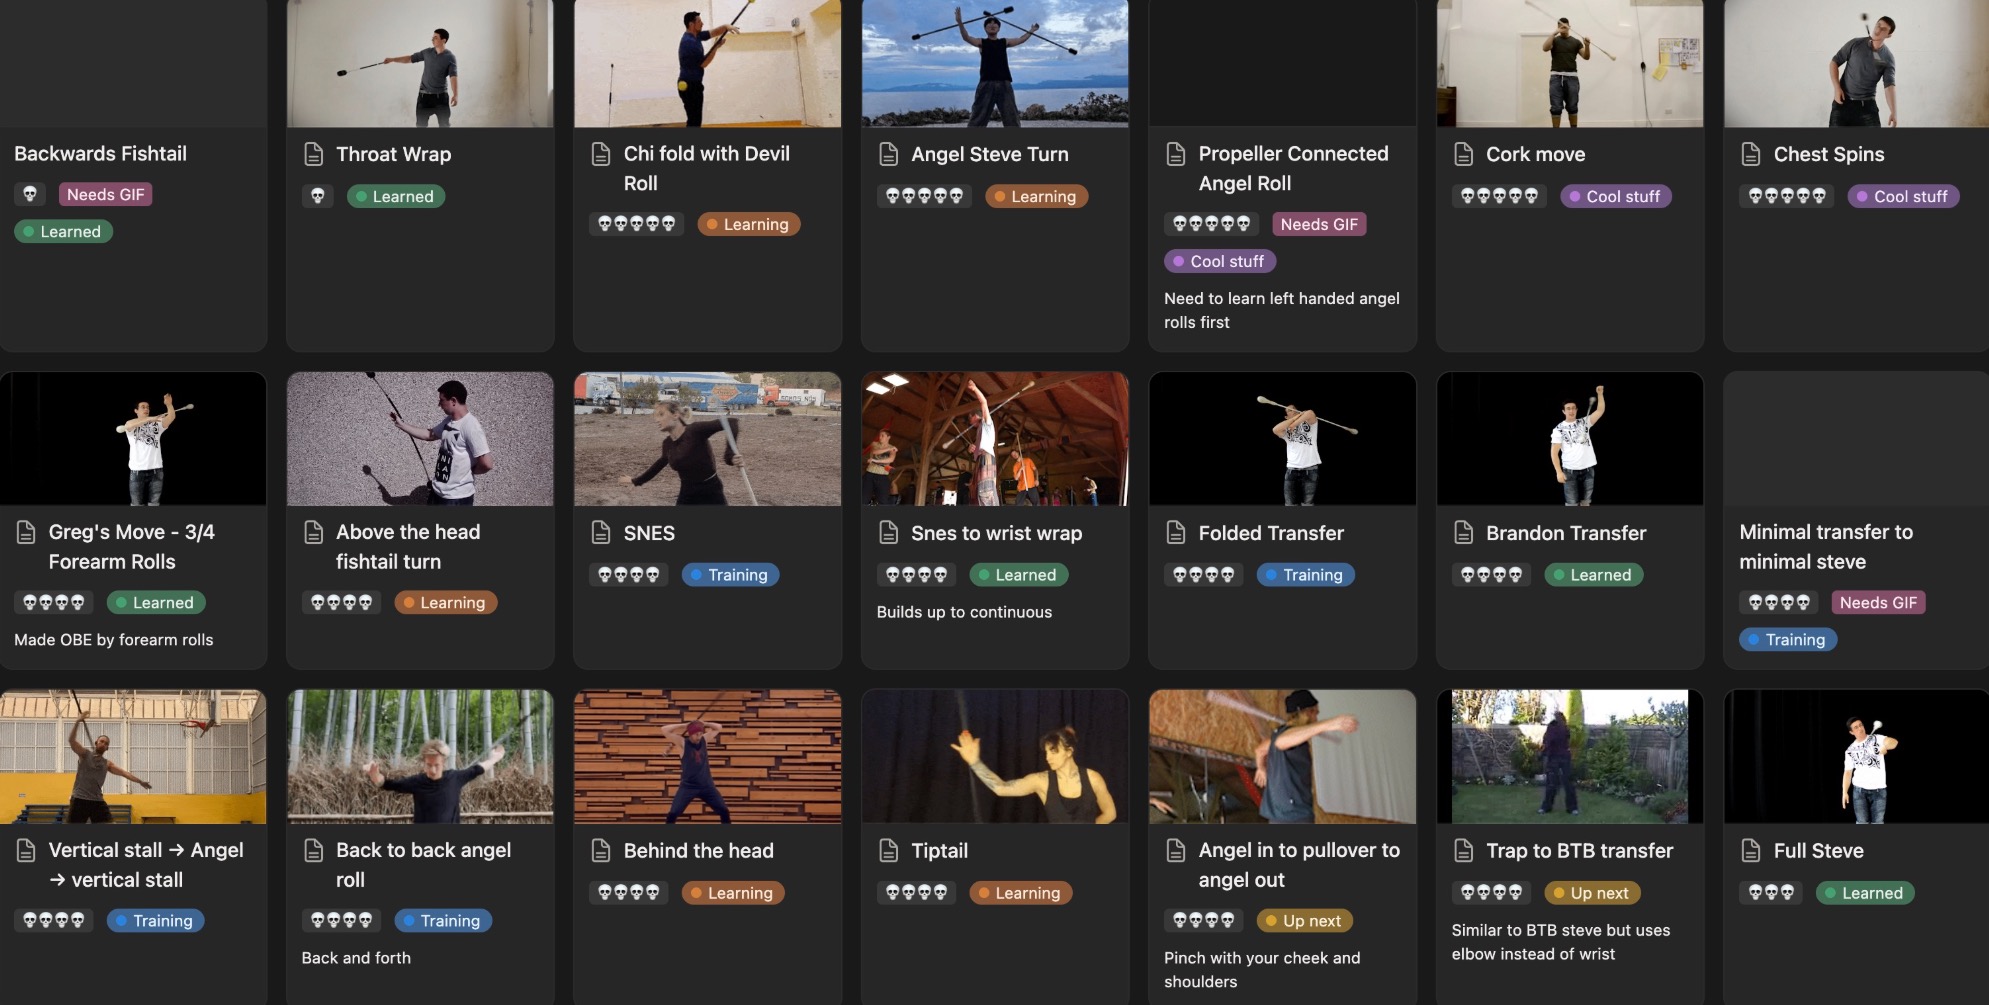 Backwards Fishtail
Needs GIF
Learned
Throat Wrap
Learned
Chi fold with Devil
Roll
Learning
Angel Steve Turn
Learning
Propeller Connected
Angel Roll
Needs GIF
Cool stuff
Need to learn left handed angel
rolls first
Cork move
Cool stuff
Chest Spins
Cool stuff
Greg's Move - 3/4
Forearm Rolls
Learned
Made OBE by forearm rolls
Above the head
fishtail turn
Learning
SNES
Training
Snes to wrist wrap
Learned
Builds up to continuous
Folded Transfer
Training
Brandon Transfer
Learned
Minimal transfer to
minimal steve
Needs GIF
Training
Vertical stall → Angel
→ vertical stall
Training
Back to back angel
roll
Training
Back and forth
Behind the head
Learning
Tiptail
Learning
Angel in to pullover to
angel out
Up next
Pinch with your cheek and
shoulders
Trap to BTB transfer
Up next
Similar to BTB steve but uses
elbow instead of wrist
Full Steve
Learned